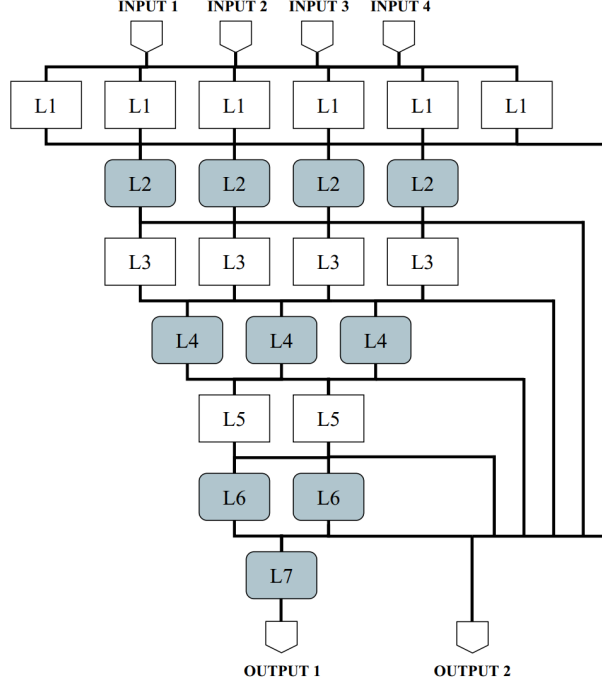 INPUT 1 INPUT 2 INPUT 3 INPUT 4
L1 L1 L1 L1 L1 L1
L2 L2 L2 L2
L3 L3 L3 L3
L4 L4 L4
L5 L5
L6 L6
L7
OUTPUT 1 OUTPUT 2